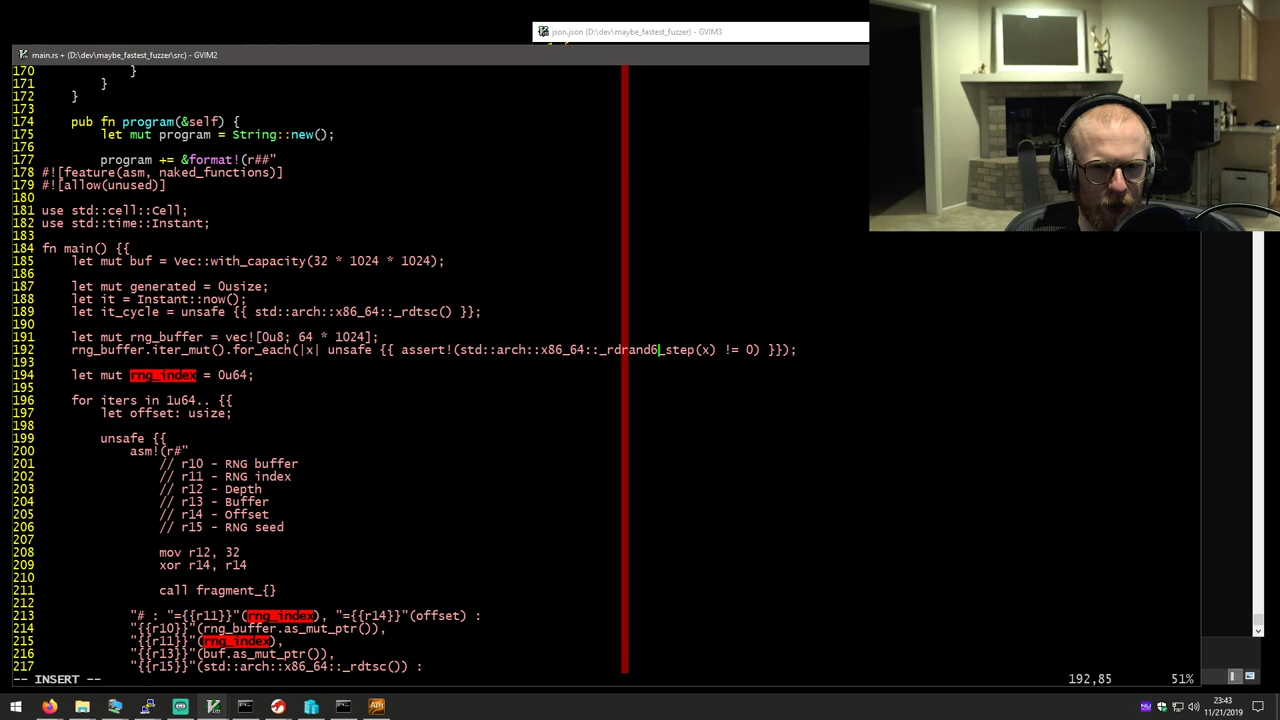 json.json (D:\dev\maybe_fastest_fuzzer) - GVIM3
main.rs + (D:\dev\maybe_fastest_fuzzer\src) - GVIM2
170             }
171         }
172     }
173
174     pub fn program(&self) {
175         let mut program = String::new();
176
177         program += &format!(r##"
178 #![feature(asm, naked_functions)]
179 #![allow(unused)]
180
181 use std::cell::Cell;
182 use std::time::Instant;
183
184 fn main() {{
185     let mut buf = Vec::with_capacity(32 * 1024 * 1024);
186
187     let mut generated = 0usize;
188     let it = Instant::now();
189     let it_cycle = unsafe {{ std::arch::x86_64::_rdtsc() }};
190
191     let mut rng_buffer = vec![0u8; 64 * 1024];
192     rng_buffer.iter_mut().for_each(|x| unsafe {{ assert!(std::arch::x86_64::_rdrand6_step(x) != 0) }});
193
194     let mut rng_index = 0u64;
195
196     for iters in 1u64.. {{
197         let offset: usize;
198
199         unsafe {{
200             asm!(r#"
201                 // r10 - RNG buffer
202                 // r11 - RNG index
203                 // r12 - Depth
204                 // r13 - Buffer
205                 // r14 - Offset
206                 // r15 - RNG seed
207
208                 mov r12, 32
209                 xor r14, r14
210
211                 call fragment_{}
212
213             "# : "={{r11}}"(rng_index), "={{r14}}"(offset) :
214             "{{r10}}"(rng_buffer.as_mut_ptr()),
215             "{{r11}}"(rng_index),
216             "{{r13}}"(buf.as_mut_ptr()),
217             "{{r15}}"(std::arch::x86_64::_rdtsc()) :
-- INSERT -- 192,85 51%
23:43
11/21/2019